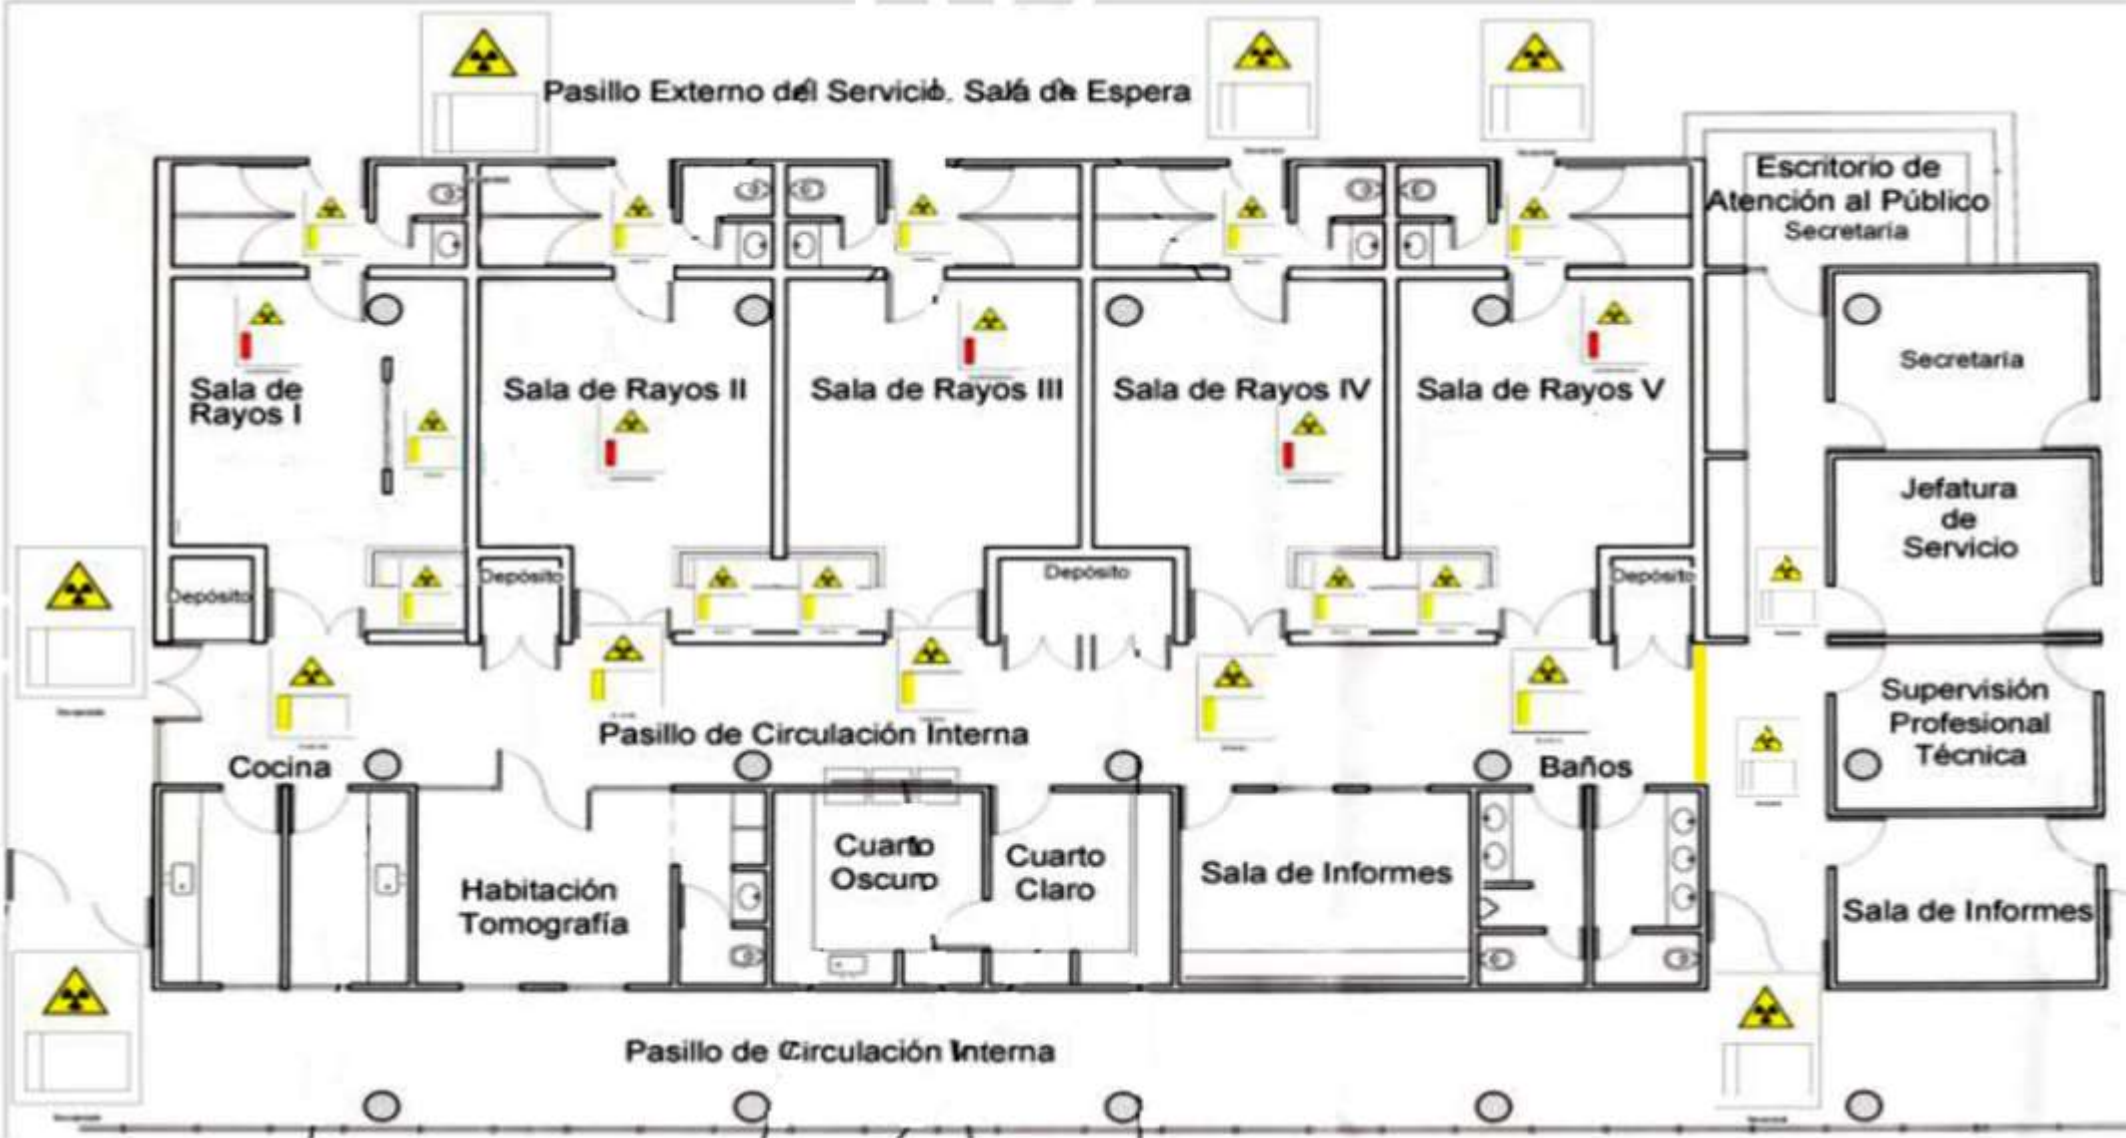 Pasillo Externo del Servicio. Sala de Espera
Escritorio de
Atención al Público
Secretaría
Sala de
Rayos I
Sala de Rayos II
Sala de Rayos III
Sala de Rayos IV
Sala de Rayos V
Secretaría
Jefatura
de
Servicio
Depósito
Depósito
Depósito
Depósito
Supervisión
Profesional
Técnica
Pasillo de Circulación Interna
Cocina
Baños
Cuarto
Oscuro
Cuarto
Claro
Sala de Informes
Habitación
Tomografía
Sala de Informes
Pasillo de Circulación Interna